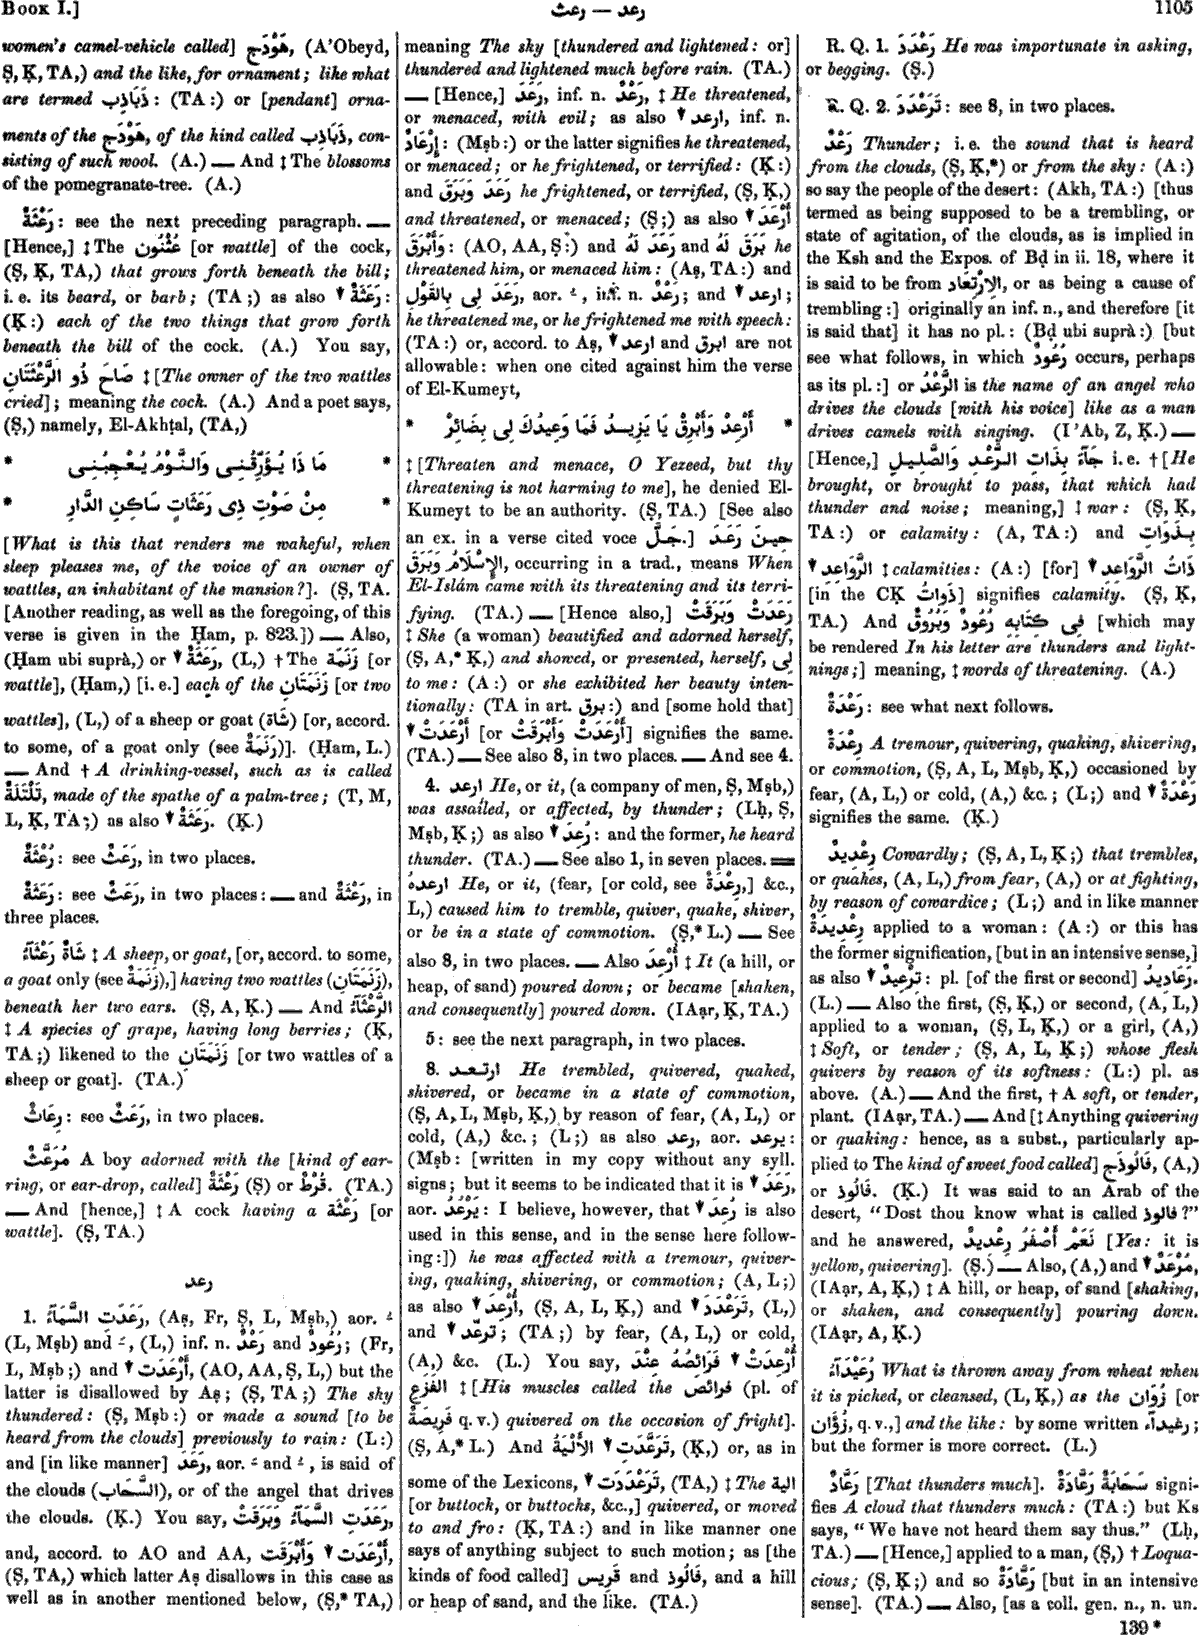 BOOK I.]
رعث — رعد
1105
women's camel-vehicle called] هَوْدَج, (A'Obeyd,
Ṣ, Ḳ, TA,) and the like, for ornament; like what
are termed ذَبَاذِب: (TA:) or [pendant] orna-
ments of the هَوْدَج, of the kind called ذَبَاذِب, con-
sisting of such wool. (A.) — And ‡ The blossoms
of the pomegranate-tree. (A.)
رَعْثَةٌ: see the next preceding paragraph. —
[Hence,] ‡ The عُثْنُون [or wattle] of the cock,
(Ṣ, Ḳ, TA,) that grows forth beneath the bill;
i. e. its beard, or barb; (TA;) as also ▼ رَعَثَةٌ:
(Ḳ:) each of the two things that grow forth
beneath the bill of the cock. (A.) You say,
صَاحَ ذُو الرَّعْثَتَانِ ‡ [The owner of the two wattles
cried]; meaning the cock. (A.) And a poet says,
(Ṣ,) namely, El-Akhṭal, (TA,)
* مَا ذَا يُؤَرِّقُنِى وَالنَّوْمُ يُعْجِبُنِى *
* مِنْ صَوْتِ ذِى رَعَثَاتٍ سَاكِنِ الدَّارِ *
[What is this that renders me wakeful, when
sleep pleases me, of the voice of an owner of
wattles, an inhabitant of the mansion?]. (Ṣ, TA.
[Another reading, as well as the foregoing, of this
verse is given in the Ḥam, p. 823.]) — Also,
(Ḥam ubi suprà,) or ▼ رَعَثَةٌ, (L,) † The زَنَمَة [or
wattle], (Ḥam,) [i. e.] each of the زَنَمَتَانِ [or two
wattles], (L,) of a sheep or goat (شَاة) [or, accord.
to some, of a goat only (see زَنَمَةٌ)]. (Ḥam, L.)
— And † A drinking-vessel, such as is called
تَلْتَلَةٌ, made of the spathe of a palm-tree; (T, M,
L, Ḳ, TA;) as also ▼ رَعَثَةٌ. (Ḳ.)
رُعْثَةٌ: see رَعَثٌ, in two places.
رَعَثَةٌ: see رَعَثٌ, in two places: — and رَعْثَةٌ, in
three places.
شَاةٌ رَعْثَآءُ ‡ A sheep, or goat, [or, accord. to some,
a goat only (see زَنَمَةٌ),] having two wattles (زَنَمَتَانِ),
beneath her two ears. (Ṣ, A, Ḳ.) — And الرَّعْثَآءُ
‡ A species of grape, having long berries; (Ḳ,
TA;) likened to the زَنَمَتَانِ [or two wattles of a
sheep or goat]. (TA.)
رِعَاثٌ: see رَعَثٌ, in two places.
مُرَعَّثٌ A boy adorned with the [kind of ear-
ring, or ear-drop, called] رَعْثَةٌ (Ṣ) or قُرْط. (TA.)
— And [hence,] ‡ A cock having a رَعْثَة [or
wattle]. (Ṣ, TA.)
رعد
1. رَعَدَتِ السَّمَآءُ, (Aṣ, Fr, Ṣ, L, Mṣb,) aor. ـُ
(L, Mṣb) and ـَ, (L,) inf. n. رَعْدٌ and رُعُودٌ; (Fr,
L, Mṣb;) and ▼ أَرْعَدَت, (AO, AA, Ṣ, L,) but the
latter is disallowed by Aṣ; (Ṣ, TA;) The sky
thundered: (Ṣ, Mṣb:) or made a sound [to be
heard from the clouds] previously to rain: (L:)
and [in like manner] رَعَدَ, aor. ـَ and ـُ, is said of
the clouds (السَّحَاب), or of the angel that drives
the clouds. (Ḳ.) You say, رَعَدَتِ السَّمَآءُ وَبَرَقَتْ,
and, accord. to AO and AA, أَرْعَدَت ▼ وَأَبْرَقَت,
(Ṣ, TA,) which latter Aṣ disallows in this case as
well as in another mentioned below, (Ṣ,* TA,)
meaning The sky [thundered and lightened: or]
thundered and lightened much before rain. (TA.)
— [Hence,] رَعَدَ, inf. n. رَعْدٌ, ‡ He threatened,
or menaced, with evil; as also ▼ ارعد, inf. n.
إِرْعَادٌ: (Mṣb:) or the latter signifies he threatened,
or menaced; or he frightened, or terrified: (Ḳ:)
and رَعَدَ وَبَرَقَ he frightened, or terrified, (Ṣ, Ḳ,)
and threatened, or menaced; (Ṣ;) as also ▼ أَرْعَدَ
وَأَبْرَقَ: (AO, AA, Ṣ:) and رَعَدَ لَهُ and بَرَقَ لَهُ he
threatened him, or menaced him: (Aṣ, TA:) and
رَعَدَ لِى بِالقَوْلِ, aor. ـُ, inf. n. رَعْدٌ; and ▼ ارعد;
he threatened me, or he frightened me with speech:
(TA:) or, accord. to Aṣ, ▼ ارعد and ابرق are not
allowable: when one cited against him the verse
of El-Kumeyt,
* أَرْعِدْ وَأَبْرِقْ يَا يَزِيدُ فَمَا وَعِيدُكَ لِى بِضَائِرْ *
‡ [Threaten and menace, O Yezeed, but thy
threatening is not harming to me], he denied El-
Kumeyt to be an authority. (Ṣ, TA.) [See also
an ex. in a verse cited voce جَلَّ.] حِينَ رَعَدَ
الإِسْلَامُ وَبَرَقَ, occurring in a trad., means When
El-Islám came with its threatening and its terri-
fying. (TA.) — [Hence also,] رَعَدَتْ وَبَرَقَتْ
‡ She (a woman) beautified and adorned herself,
(Ṣ, A,* Ḳ,) and showed, or presented, herself, لِى
to me: (A:) or she exhibited her beauty inten-
tionally: (TA in art. برق:) and [some hold that]
▼ أَرْعَدَتْ [or أَرْعَدَتْ وَأَبْرَقَتْ] signifies the same.
(TA.) — See also 8, in two places. — And see 4.
4. ارعد He, or it, (a company of men, Ṣ, Mṣb,)
was assailed, or affected, by thunder; (Lḥ, Ṣ,
Mṣb, Ḳ;) as also ▼ رُعِدَ: and the former, he heard
thunder. (TA.) — See also 1, in seven places. =
ارعدهُ He, or it, (fear, [or cold, see رِعْدَةٌ,] &c.,
L,) caused him to tremble, quiver, quake, shiver,
or be in a state of commotion. (Ṣ,* L.) — See
also 8, in two places. — Also أُرْعِدَ ‡ It (a hill, or
heap, of sand) poured down; or became [shaken,
and consequently] poured down. (IAạr, Ḳ, TA.)
5: see the next paragraph, in two places.
8. ارتعد He trembled, quivered, quaked,
shivered, or became in a state of commotion,
(Ṣ, A, L, Mṣb, Ḳ,) by reason of fear, (A, L,) or
cold, (A,) &c.; (L;) as also رعد, aor. يرعد:
(Mṣb: [written in my copy without any syll.
signs; but it seems to be indicated that it is ▼ رَعَدَ,
aor. يَرْعُدُ: I believe, however, that ▼ رُعِدَ is also
used in this sense, and in the sense here follow-
ing:]) he was affected with a tremour, quiver-
ing, quaking, shivering, or commotion; (A, L;)
as also ▼ أُرْعِدَ, (Ṣ, A, L, Ḳ,) and ▼ تَرَعْدَدَ, (L,)
and ▼ ترعّد; (TA;) by fear, (A, L,) or cold,
(A,) &c. (L.) You say, أُرْعِدَتْ ▼ فَرَائِصُهُ عِنْدَ
الفَزَعِ ‡ [His muscles called the فرائص (pl. of
فَرِيصَةٌ q. v.) quivered on the occasion of fright].
(Ṣ, A,* L.) And تَرَعَّدَتِ ▼ الأَلْيَةُ, (Ḳ,) or, as in
some of the Lexicons, ▼ تَرَعْدَدَت, (TA,) ‡ The الية
[or buttock, or buttocks, &c.,] quivered, or moved
to and fro: (Ḳ, TA:) and in like manner one
says of anything subject to such motion; as [the
kinds of food called] قَرِيس and فَالُوذ, and a hill
or heap of sand, and the like. (TA.)
R. Q. 1. رَعْدَدَ He was importunate in asking,
or begging. (Ṣ.)
R. Q. 2. تَرَعْدَدَ: see 8, in two places.
رَعْدٌ Thunder; i. e. the sound that is heard
from the clouds, (Ṣ, Ḳ,*) or from the sky: (A:)
so say the people of the desert: (Akh, TA:) [thus
termed as being supposed to be a trembling, or
state of agitation, of the clouds, as is implied in
the Ksh and the Expos. of Bḍ in ii. 18, where it
is said to be from الاِرْتِعَاد, or as being a cause of
trembling:] originally an inf. n., and therefore [it
is said that] it has no pl.: (Bḍ ubi suprà:) [but
see what follows, in which رُعُودٌ occurs, perhaps
as its pl.:] or الرَّعْدُ is the name of an angel who
drives the clouds [with his voice] like as a man
drives camels with singing. (I'Ab, Z, Ḳ.) —
[Hence,] جَآءَ بِذَاتِ الرَّعْدِ وَالصَّلِيلِ i. e. † [He
brought, or brought to pass, that which had
thunder and noise; meaning,] ‡ war: (Ṣ, Ḳ,
TA:) or calamity: (A, TA:) and بِذَوَاتِ
▼ الرَّوَاعِدِ ‡ calamities: (A:) [for] ذَاتُ الرَّوَاعِدِ ▼
[in the CḲ ذَوَاتُ] signifies calamity. (Ṣ, Ḳ,
TA.) And فِى كِتَابِهِ رُعُودٌ وَبُرُوقٌ [which may
be rendered In his letter are thunders and light-
nings;] meaning, ‡ words of threatening. (A.)
رَعْدَةٌ: see what next follows.
رِعْدَةٌ A tremour, quivering, quaking, shivering,
or commotion, (Ṣ, A, L, Mṣb, Ḳ,) occasioned by
fear, (A, L,) or cold, (A,) &c.; (L;) and ▼ رَعْدَةٌ
signifies the same. (Ḳ.)
رِعْدِيدٌ Cowardly; (Ṣ, A, L, Ḳ;) that trembles,
or quakes, (A, L,) from fear, (A,) or at fighting,
by reason of cowardice; (L;) and in like manner
رِعْدِيدَةٌ applied to a woman: (A:) or this has
the former signification, [but in an intensive sense,]
as also ▼ تِرْعِيدٌ: pl. [of the first or second] رَعَادِيدُ.
(L.) — Also the first, (Ṣ, Ḳ,) or second, (A, L,)
applied to a woman, (Ṣ, L, Ḳ,) or a girl, (A,)
‡ Soft, or tender; (Ṣ, A, L, Ḳ;) whose flesh
quivers by reason of its softness: (L:) pl. as
above. (A.) — And the first, † A soft, or tender,
plant. (IAạr, TA.) — And [‡ Anything quivering
or quaking: hence, as a subst., particularly ap-
plied to The kind of sweet food called] فَالُوذَج, (A,)
or فَالُوذ. (Ḳ.) It was said to an Arab of the
desert, "Dost thou know what is called فالوذ?"
and he answered, نَعَمْ أَصْفَرُ رِعْدِيدٌ [Yes: it is
yellow, quivering]. (Ṣ.) — Also, (A,) and ▼ مُرْعَدٌ,
(IAạr, A, Ḳ,) ‡ A hill, or heap, of sand [shaking,
or shaken, and consequently] pouring down.
(IAạr, A, Ḳ.)
رُعَيْدَآءُ What is thrown away from wheat when
it is picked, or cleansed, (L, Ḳ,) as the زُوَان [or
زُؤَان, q. v.,] and the like: by some written رغيدآء;
but the former is more correct. (L.)
رَعَّادٌ [That thunders much]. سَحَابَةٌ رَعَّادَةٌ signi-
fies A cloud that thunders much: (TA:) but Ks
says, "We have not heard them say thus." (Lḥ,
TA.) — [Hence,] applied to a man, (Ṣ,) † Loqua-
cious; (Ṣ, Ḳ;) and so رَعَّادَةٌ [but in an intensive
sense]. (TA.) — Also, [as a coll. gen. n., n. un.
139 *